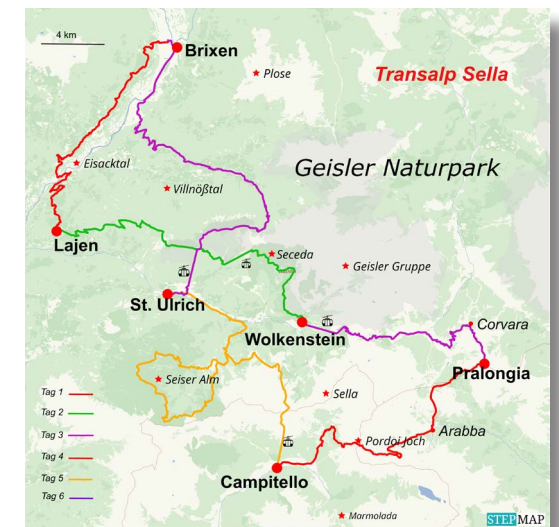 4 km
Brixen
Plose
Transalp Sella
Eisacktal
Geisler Naturpark
Villnößtal
Lajen
Seceda
Geisler Gruppe
St. Ulrich
Wolkenstein
Corvara
Pralongia
Seiser Alm
Sella
Tag 1
Tag 2
Tag 3
Tag 4
Tag 5
Tag 6
Arabba
Pordoi Joch
Campitello
Marmolada
STEPMAP